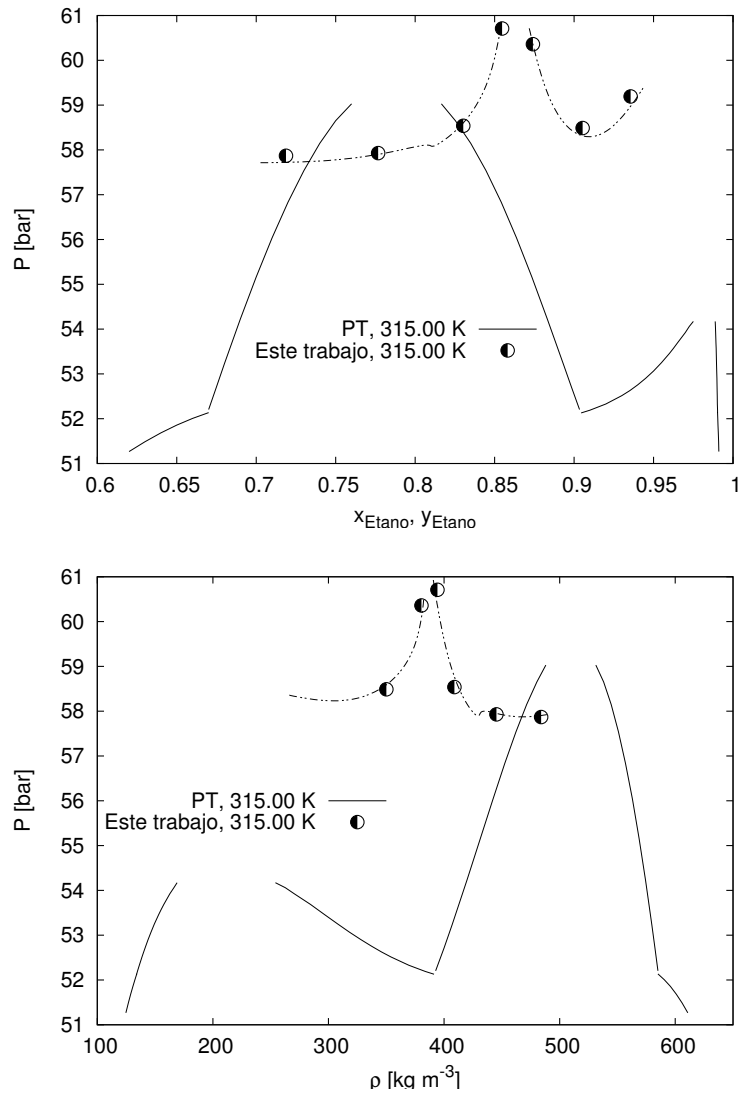 61
60
59
58
57
56
55
54
53
52
51
P [bar]
PT, 315.00 K
Este trabajo, 315.00 K
0.6 0.65 0.7 0.75 0.8 0.85 0.9 0.95 1
xEtano, yEtano
61
60
59
58
57
56
55
54
53
52
51
P [bar]
PT, 315.00 K
Este trabajo, 315.00 K
100 200 300 400 500 600
ρ [kg m-3]